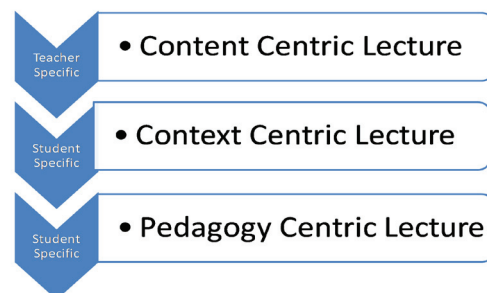 Teacher
Specific
• Content Centric Lecture
Student
Specific
• Context Centric Lecture
Student
Specific
• Pedagogy Centric Lecture